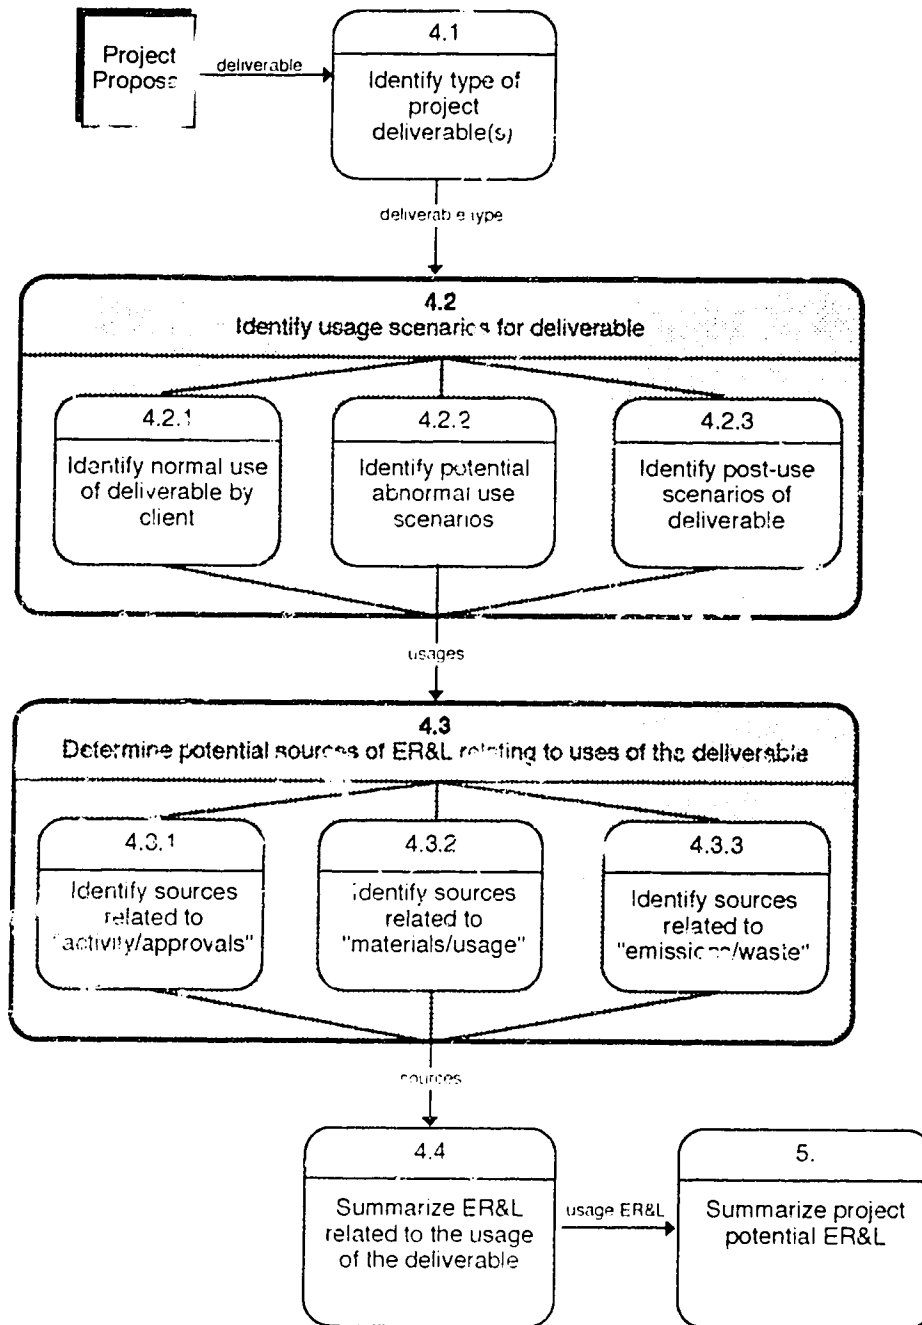 4.1
Project
Proposal
deliverable
Identify type of
project
deliverable(s)
deliverable type
4.2
Identify usage scenarios for deliverable
4.2.1
4.2.2
4.2.3
Identify normal use
of deliverable by
client
Identify potential
abnormal use
scenarios
Identify post-use
scenarios of
deliverable
usages
4.3
Determine potential sources of ER&L relating to uses of the deliverable
4.3.1
4.3.2
4.3.3
Identify sources
related to
"activity/approvals"
Identify sources
related to
"materials/usage"
Identify sources
related to
"emissions/waste"
sources
4.4
5.
Summarize ER&L
related to the usage
of the deliverable
usage ER&L
Summarize project
potential ER&L